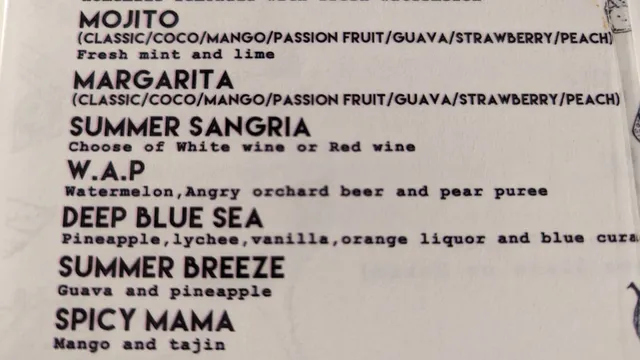 MOJITO
(CLASSIC/COCO/MANGO/PASSION FRUIT/GUAVA/STRAWBERRY/PEACH)
Fresh mint and lime
MARGARITA
(CLASSIC/COCO/MANGO/PASSION FRUIT/GUAVA/STRAWBERRY/PEACH)
SUMMER SANGRIA
Choose of White wine or Red wine
W.A.P
Watermelon,Angry orchard beer and pear puree
DEEP BLUE SEA
Pineapple,lychee,vanilla,orange liquor and blue cura
SUMMER BREEZE
Guava and pineapple
SPICY MAMA
Mango and tajin